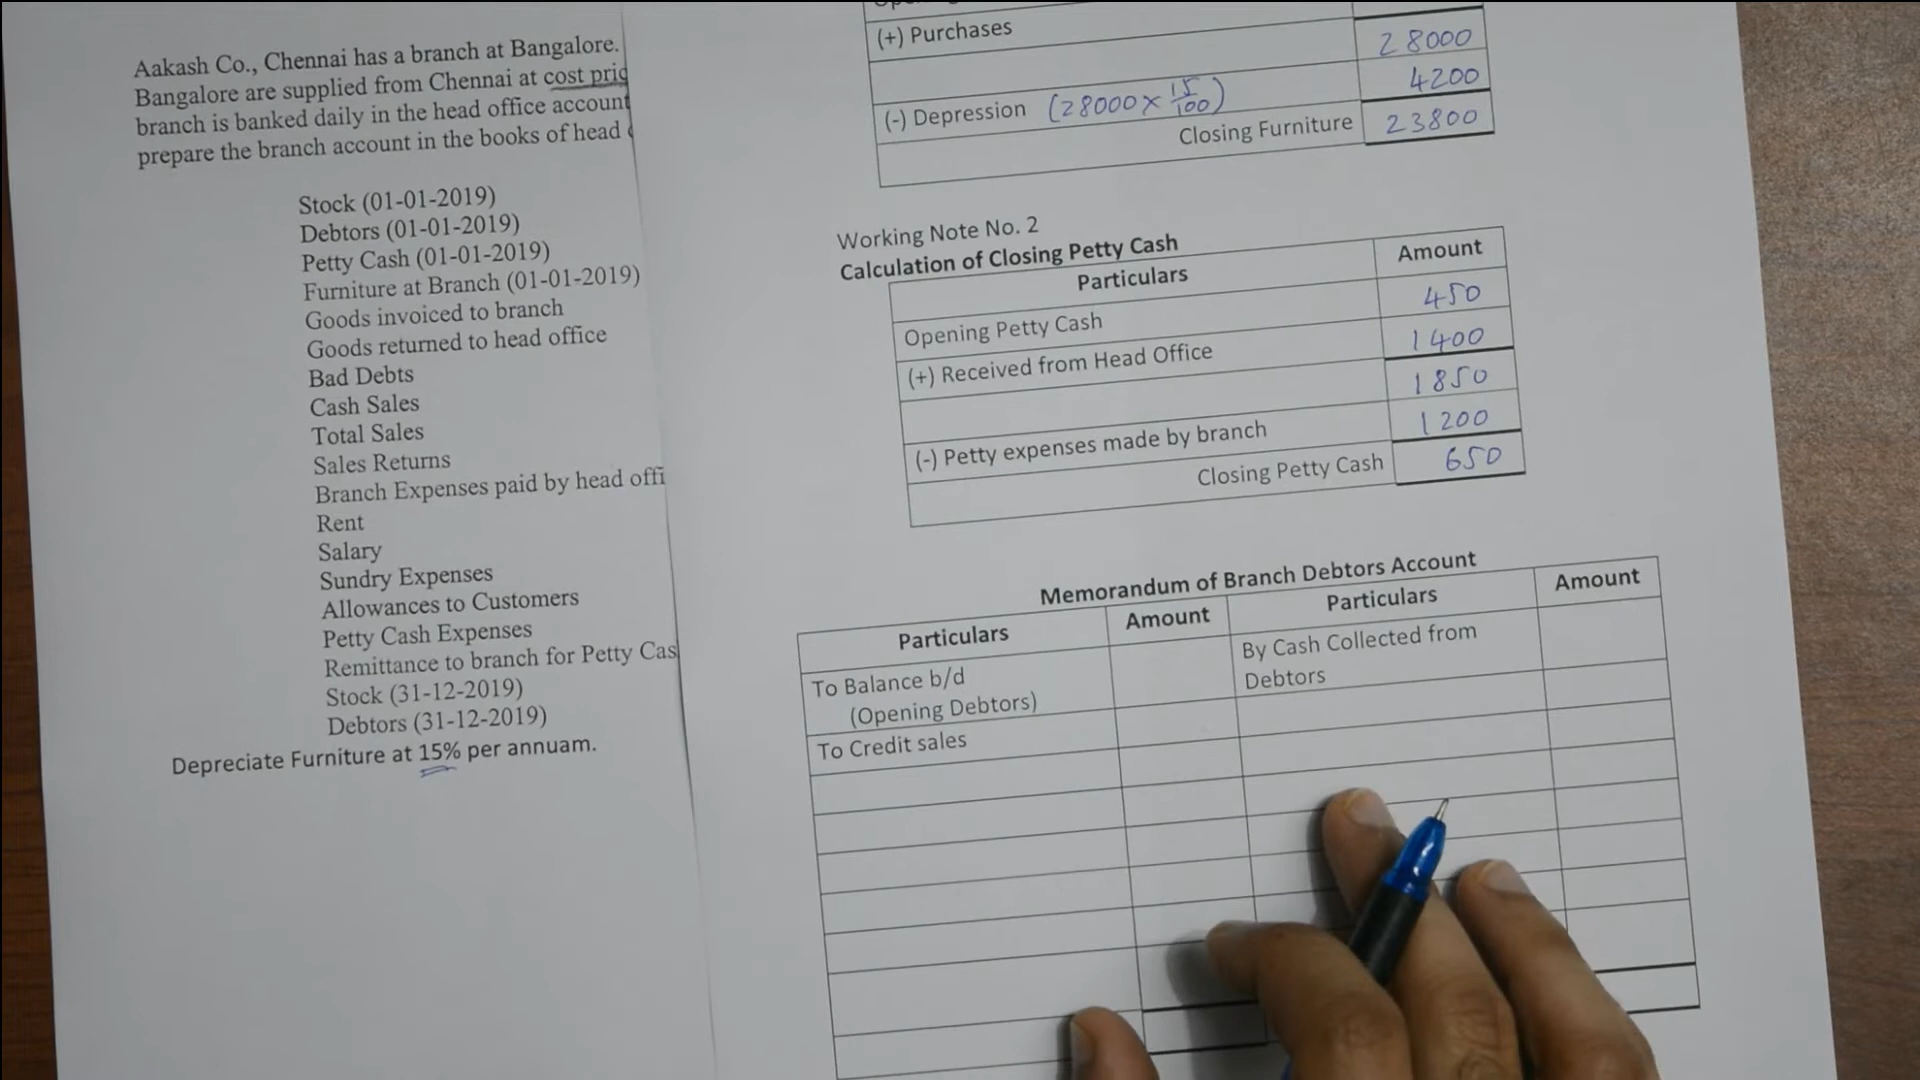 Aakash Co., Chennai has a branch at Bangalore.
Bangalore are supplied from Chennai at cost pric
branch is banked daily in the head office account
prepare the branch account in the books of head
Stock (01-01-2019)
Debtors (01-01-2019)
Petty Cash (01-01-2019)
Furniture at Branch (01-01-2019)
Goods invoiced to branch
Goods returned to head office
Bad Debts
Cash Sales
Total Sales
Sales Returns
Branch Expenses paid by head offi
Rent
Salary
Sundry Expenses
Allowances to Customers
Petty Cash Expenses
Remittance to branch for Petty Cas
Stock (31-12-2019)
Debtors (31-12-2019)
Depreciate Furniture at 15% per annuam.
(+) Purchases
28000
(-) Depression (28000 × 15/100) 4200
Closing Furniture 23800
Working Note No. 2
Calculation of Closing Petty Cash
Particulars Amount
Opening Petty Cash 450
(+) Received from Head Office 1400
1850
(-) Petty expenses made by branch 1200
Closing Petty Cash 650
Memorandum of Branch Debtors Account
Particulars Amount Particulars Amount
To Balance b/d By Cash Collected from
(Opening Debtors) Debtors
To Credit sales